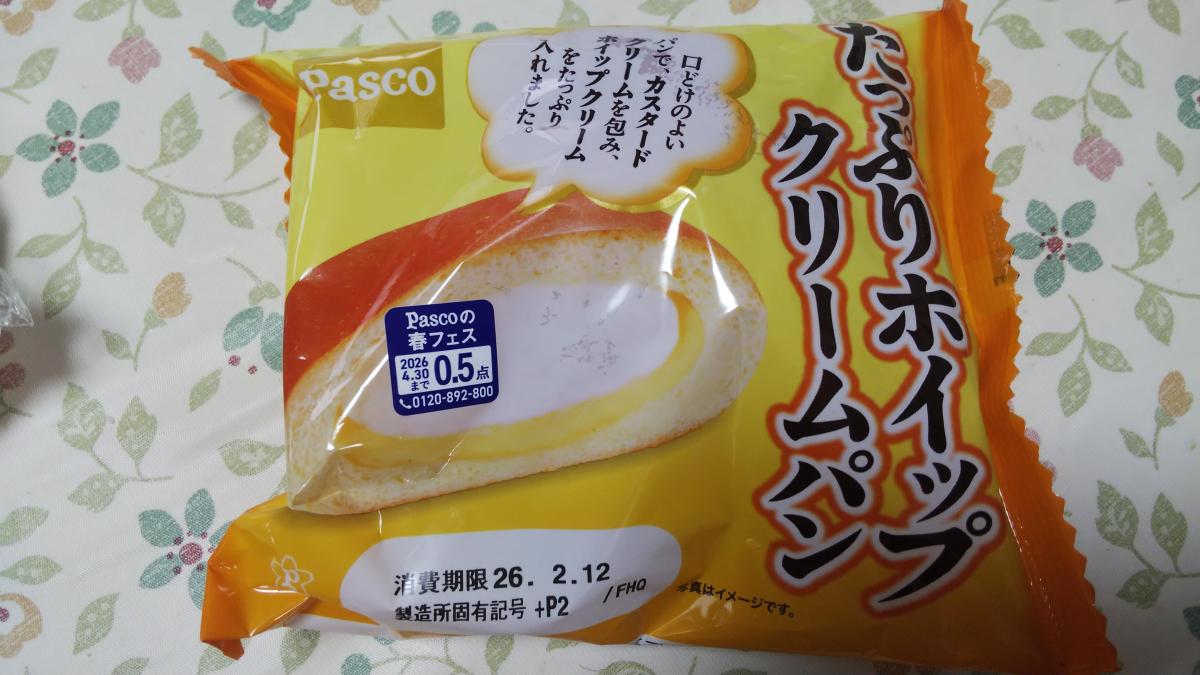 Pasco
口どけのよい
パンで、カスタード
クリームを包み、
ホイップクリーム
をたっぷり
入れました。
たっぷりホイップ
クリームパン
Pascoの
春フェス
2026
4.30
まで
0.5点
0120-892-800
消費期限 26. 2.12
製造所固有記号 +P2 /FHQ
写真はイメージです。
P